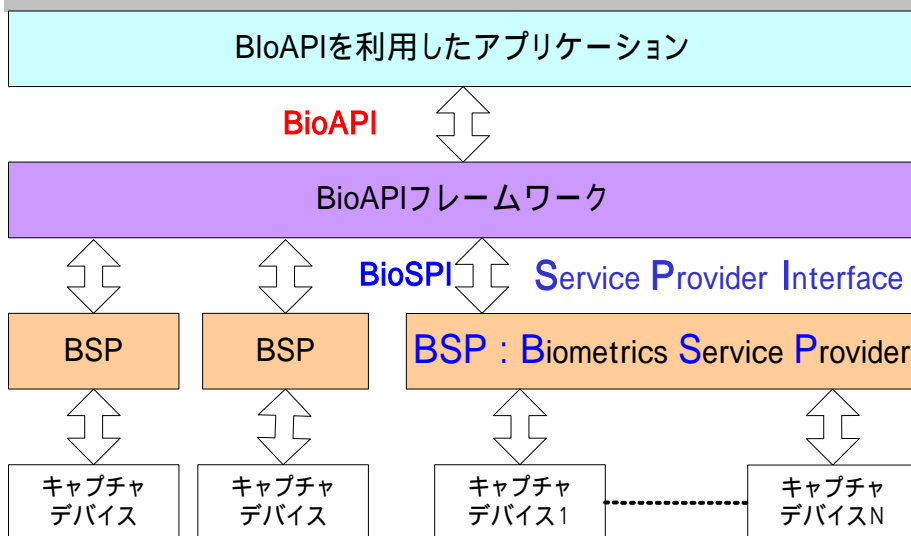 BIoAPIを利用したアプリケーション
BioAPI
BioAPIフレームワーク
BioSPI
Service Provider Interface
BSP
BSP
BSP : Biometrics Service Provider
キャプチャ
デバイス
キャプチャ
デバイス
キャプチャ
デバイス1
キャプチャ
デバイスN